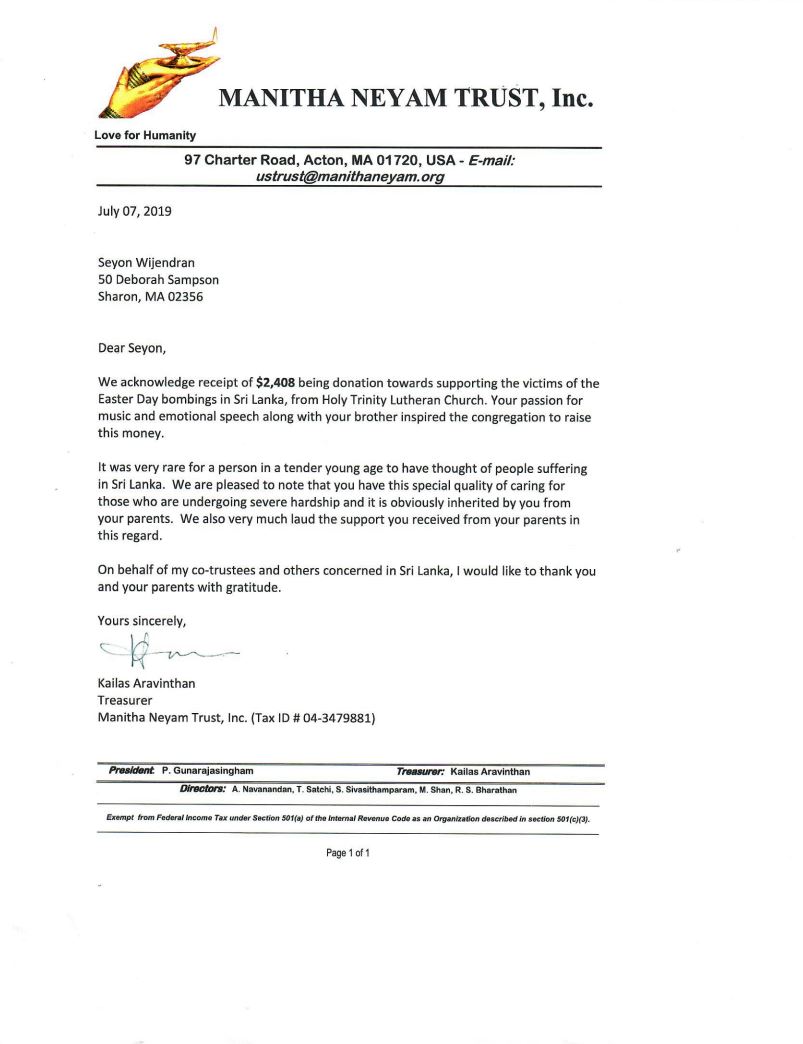 MANITHA NEYAM TRUST, Inc.
Love for Humanity
97 Charter Road, Acton, MA 01720, USA - E-mail:
ustrust@manithaneyam.org
July 07, 2019
Seyon Wijendran
50 Deborah Sampson
Sharon, MA 02356
Dear Seyon,
We acknowledge receipt of $2,408 being donation towards supporting the victims of the
Easter Day bombings in Sri Lanka, from Holy Trinity Lutheran Church. Your passion for
music and emotional speech along with your brother inspired the congregation to raise
this money.
It was very rare for a person in a tender young age to have thought of people suffering
in Sri Lanka. We are pleased to note that you have this special quality of caring for
those who are undergoing severe hardship and it is obviously inherited by you from
your parents. We also very much laud the support you received from your parents in
this regard.
On behalf of my co-trustees and others concerned in Sri Lanka, I would like to thank you
and your parents with gratitude.
Yours sincerely,
Kailas Aravinthan
Treasurer
Manitha Neyam Trust, Inc. (Tax ID # 04-3479881)
President: P. Gunarajasingham Treasurer: Kailas Aravinthan
Directors: A. Navanandan, T. Satchi, S. Sivasithamparam, M. Shan, R. S. Bharathan
Exempt from Federal Income Tax under Section 501(a) of the Internal Revenue Code as an Organization described in section 501(c)(3).
Page 1 of 1